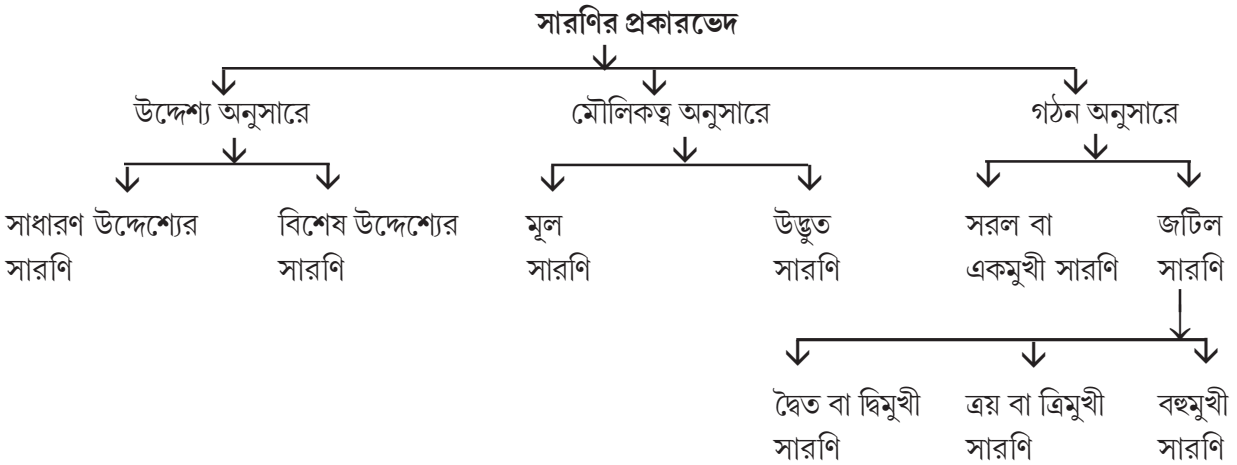 সারণির প্রকারভেদ
উদ্দেশ্য অনুসারে মৌলিকত্ব অনুসারে গঠন অনুসারে
সাধারণ উদ্দেশ্যের বিশেষ উদ্দেশ্যের মূল উদ্ভুত সরল বা জটিল
সারণি সারণি সারণি সারণি একমুখী সারণি সারণি
দ্বৈত বা দ্বিমুখী ত্রয় বা ত্রিমুখী বহুমুখী
সারণি সারণি সারণি